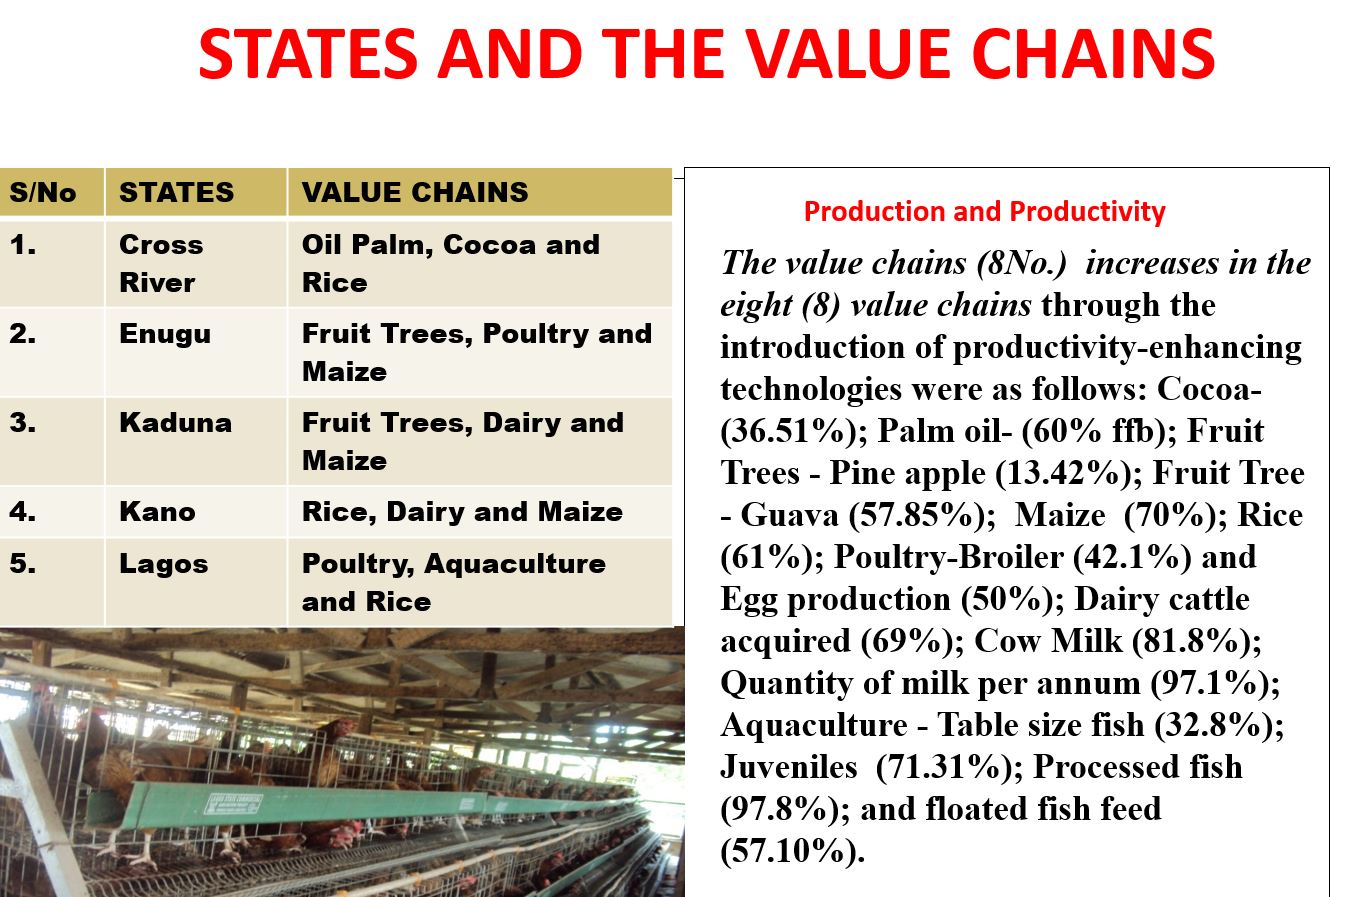 STATES AND THE VALUE CHAINS
S/No STATES VALUE CHAINS
1. Cross River Oil Palm, Cocoa and Rice
2. Enugu Fruit Trees, Poultry and Maize
3. Kaduna Fruit Trees, Dairy and Maize
4. Kano Rice, Dairy and Maize
5. Lagos Poultry, Aquaculture and Rice
Production and Productivity
The value chains (8No.)  increases in the
eight (8) value chains through the
introduction of productivity-enhancing
technologies were as follows: Cocoa-
(36.51%); Palm oil- (60% ffb); Fruit
Trees - Pine apple (13.42%); Fruit Tree
- Guava (57.85%);  Maize  (70%); Rice
(61%); Poultry-Broiler (42.1%) and
Egg production (50%); Dairy cattle
acquired (69%); Cow Milk (81.8%);
Quantity of milk per annum (97.1%);
Aquaculture - Table size fish (32.8%);
Juveniles  (71.31%); Processed fish
(97.8%); and floated fish feed
(57.10%).
LAGOS STATE COMMERCIAL